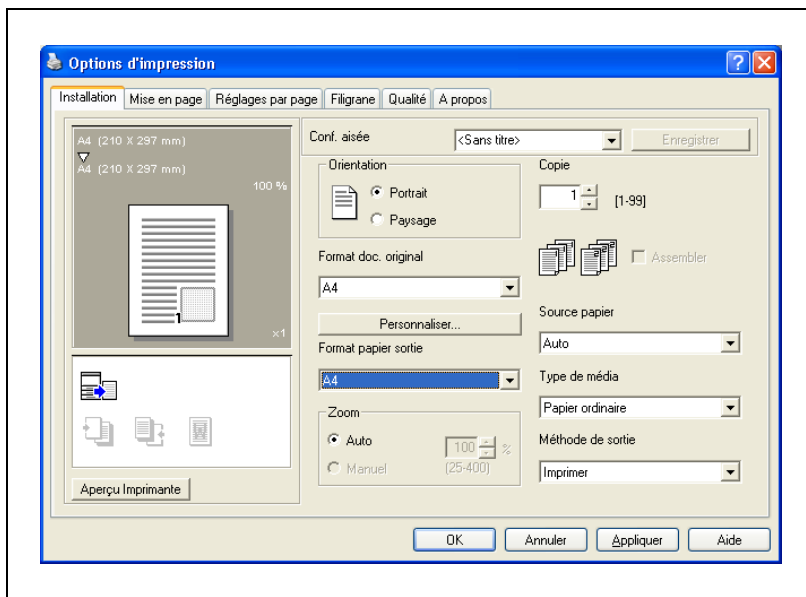 Options d'impression
Installation
Mise en page
Réglages par page
Filigrane
Qualité
A propos
A4 (210 X 297 mm)
A4 (210 X 297 mm)
100 %
1
x1
Aperçu Imprimante
Conf. aisée
<Sans titre>
Enregistrer
Orientation
Portrait
Paysage
Format doc. original
A4
Personnaliser...
Format papier sortie
A4
Zoom
Auto
Manuel
100 %
(25-400)
Copie
1 [1-99]
Assembler
Source papier
Auto
Type de média
Papier ordinaire
Méthode de sortie
Imprimer
OK
Annuler
Appliquer
Aide